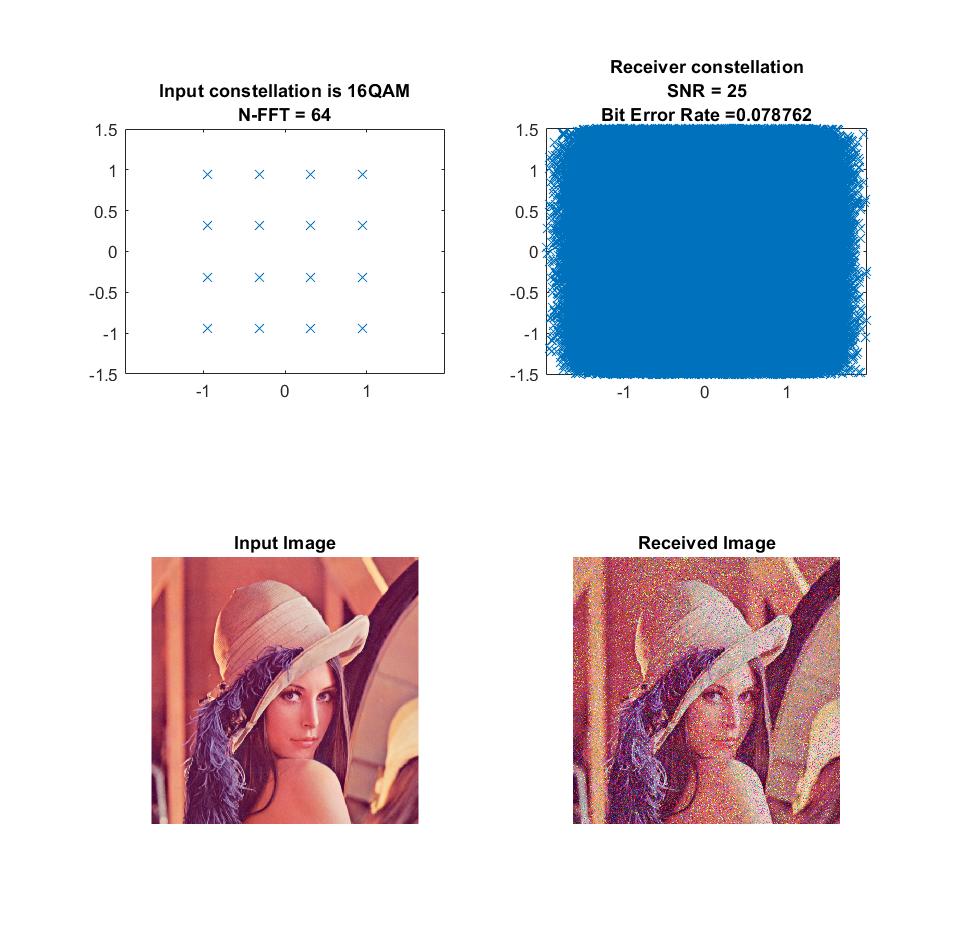 Input constellation is 16QAM
N-FFT = 64
1.5
1
0.5
0
-0.5
-1
-1.5
-1
0
1
Receiver constellation
SNR = 25
Bit Error Rate =0.078762
1.5
1
0.5
0
-0.5
-1
-1.5
-1
0
1
Input Image
Received Image